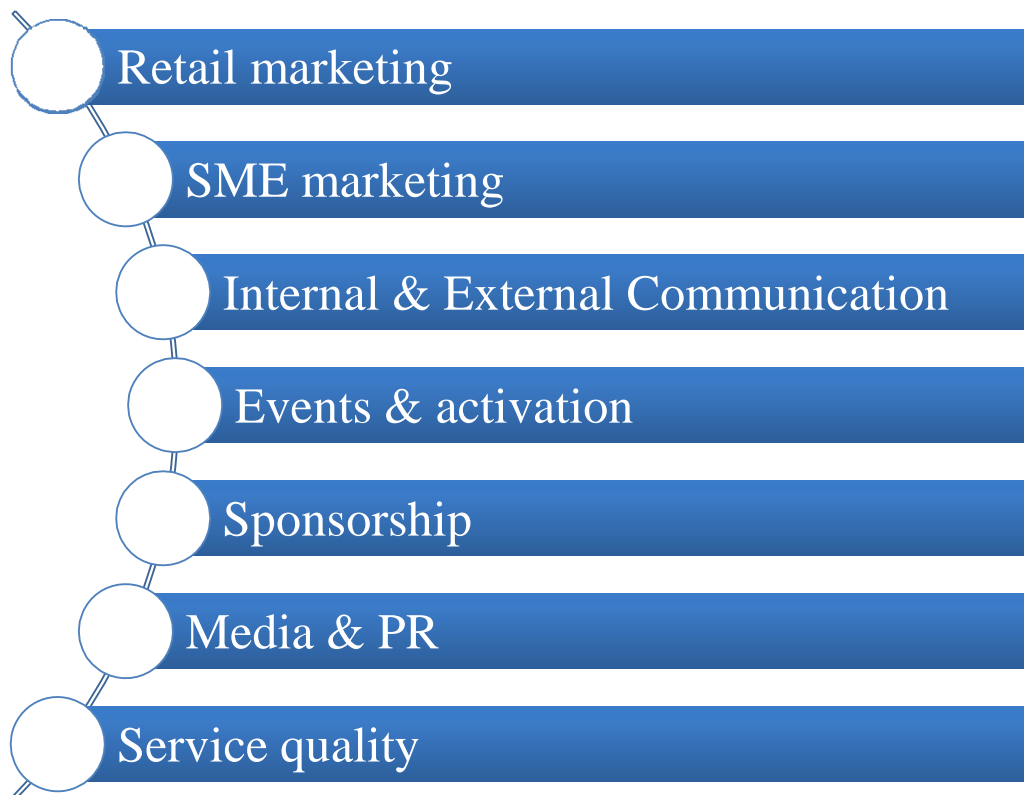 Retail marketing
SME marketing
Internal & External Communication
Events & activation
Sponsorship
Media & PR
Service quality